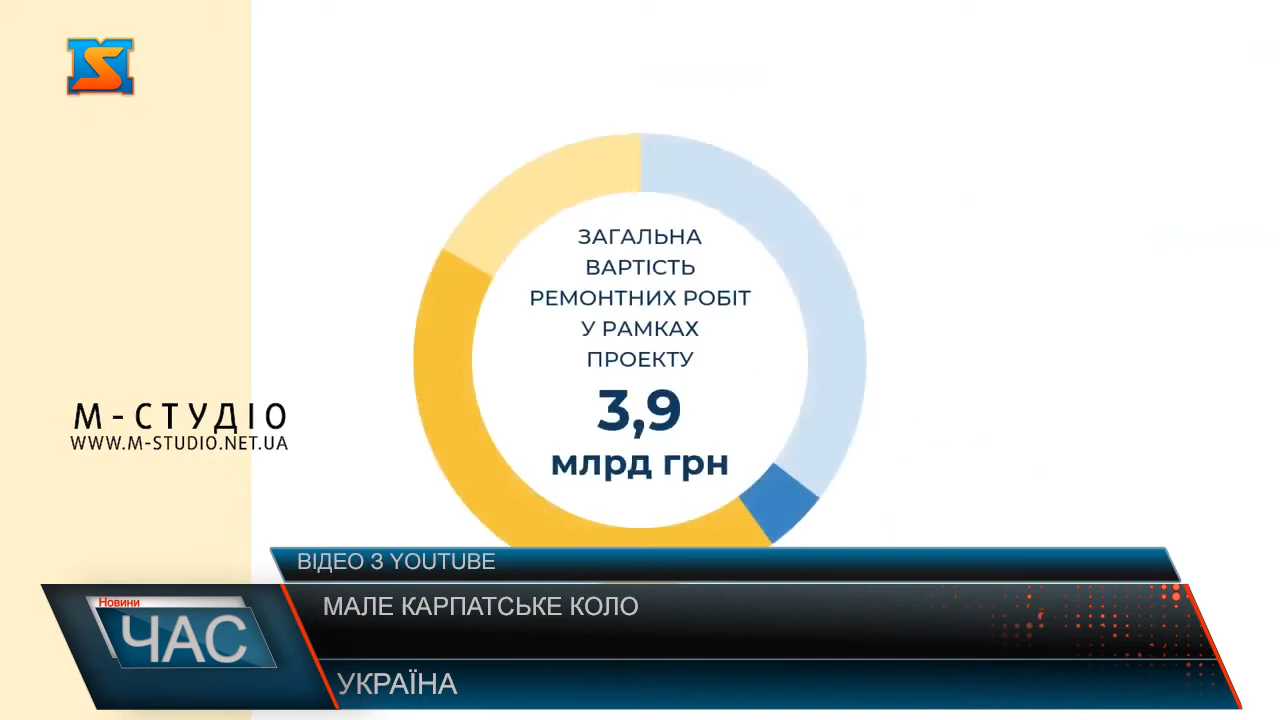 ЗАГАЛЬНА
ВАРТІСТЬ
РЕМОНТНИХ РОБІТ
У РАМКАХ
ПРОЕКТУ
3,9
млрд грн
М-СТУДІО
WWW.M-STUDIO.NET.UA
ВІДЕО З YOUTUBE
Новини
ЧАС
МАЛЕ КАРПАТСЬКЕ КОЛО
УКРАЇНА